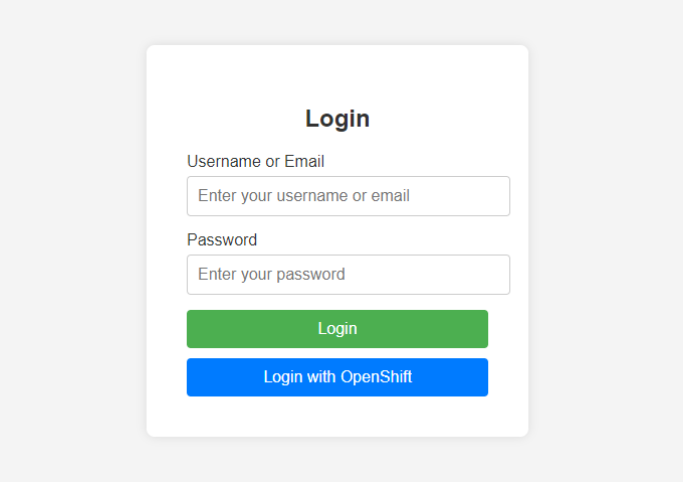 Login
Username or Email
Enter your username or email
Password
Enter your password
Login
Login with OpenShift